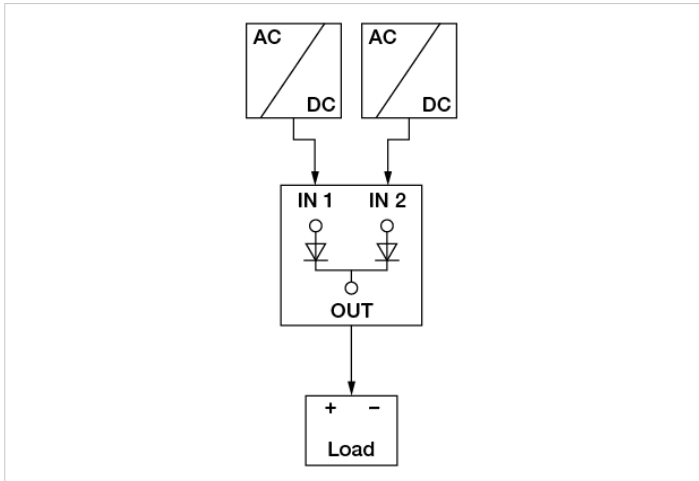 AC
DC
AC
DC
IN 1 IN 2
OUT
+ −
Load